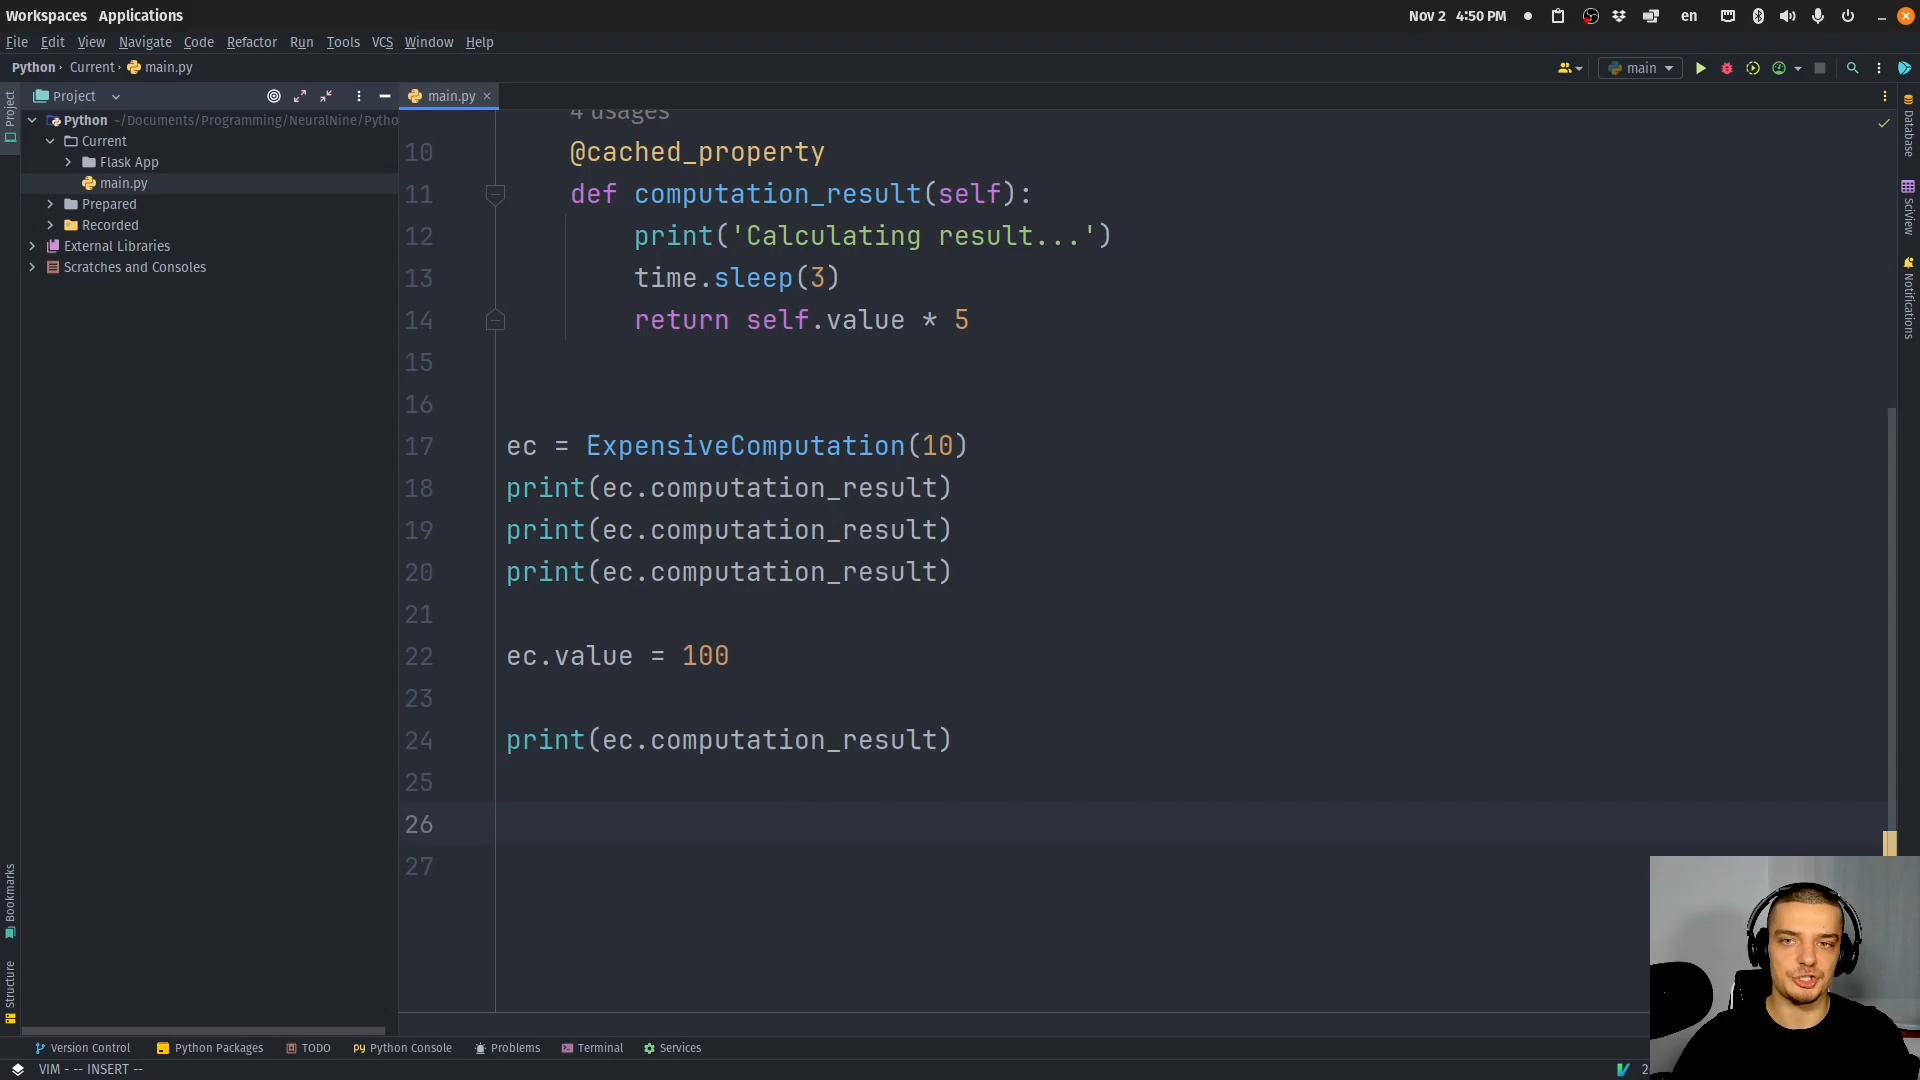 Workspaces Applications
Nov 2 4:50 PM
en
File Edit View Navigate Code Refactor Run Tools VCS Window Help
Python Current main.py
main
Project
main.py
Project
Python ~/Documents/Programming/NeuralNine/Pytho
Current
Flask App
main.py
Prepared
Recorded
External Libraries
Scratches and Consoles
4 usages
10 @cached_property
11 def computation_result(self):
12 print('Calculating result...')
13 time.sleep(3)
14 return self.value * 5
15
16
17 ec = ExpensiveComputation(10)
18 print(ec.computation_result)
19 print(ec.computation_result)
20 print(ec.computation_result)
21
22 ec.value = 100
23
24 print(ec.computation_result)
25
26
27
Database
SciView
Notifications
Bookmarks
Structure
Version Control Python Packages TODO Python Console Problems Terminal Services
VIM - -- INSERT --
2